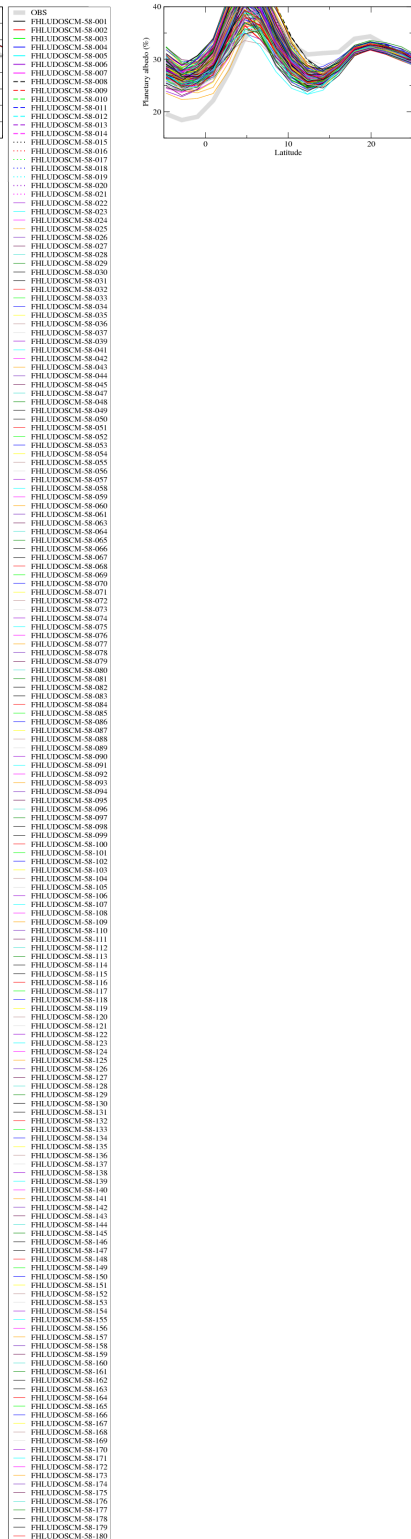 OBS
FHLUDOSCM-58-001
FHLUDOSCM-58-002
FHLUDOSCM-58-003
FHLUDOSCM-58-004
FHLUDOSCM-58-005
FHLUDOSCM-58-006
FHLUDOSCM-58-007
FHLUDOSCM-58-008
FHLUDOSCM-58-009
FHLUDOSCM-58-010
FHLUDOSCM-58-011
FHLUDOSCM-58-012
FHLUDOSCM-58-013
FHLUDOSCM-58-014
FHLUDOSCM-58-015
FHLUDOSCM-58-016
FHLUDOSCM-58-017
FHLUDOSCM-58-018
FHLUDOSCM-58-019
FHLUDOSCM-58-020
FHLUDOSCM-58-021
FHLUDOSCM-58-022
FHLUDOSCM-58-023
FHLUDOSCM-58-024
FHLUDOSCM-58-025
FHLUDOSCM-58-026
FHLUDOSCM-58-027
FHLUDOSCM-58-028
FHLUDOSCM-58-029
FHLUDOSCM-58-030
FHLUDOSCM-58-031
FHLUDOSCM-58-032
FHLUDOSCM-58-033
FHLUDOSCM-58-034
FHLUDOSCM-58-035
FHLUDOSCM-58-036
FHLUDOSCM-58-037
FHLUDOSCM-58-039
FHLUDOSCM-58-041
FHLUDOSCM-58-042
FHLUDOSCM-58-043
FHLUDOSCM-58-044
FHLUDOSCM-58-045
FHLUDOSCM-58-047
FHLUDOSCM-58-048
FHLUDOSCM-58-049
FHLUDOSCM-58-050
FHLUDOSCM-58-051
FHLUDOSCM-58-052
FHLUDOSCM-58-053
FHLUDOSCM-58-054
FHLUDOSCM-58-055
FHLUDOSCM-58-056
FHLUDOSCM-58-057
FHLUDOSCM-58-058
FHLUDOSCM-58-059
FHLUDOSCM-58-060
FHLUDOSCM-58-061
FHLUDOSCM-58-063
FHLUDOSCM-58-064
FHLUDOSCM-58-065
FHLUDOSCM-58-066
FHLUDOSCM-58-067
FHLUDOSCM-58-068
FHLUDOSCM-58-069
FHLUDOSCM-58-070
FHLUDOSCM-58-071
FHLUDOSCM-58-072
FHLUDOSCM-58-073
FHLUDOSCM-58-074
FHLUDOSCM-58-075
FHLUDOSCM-58-076
FHLUDOSCM-58-077
FHLUDOSCM-58-078
FHLUDOSCM-58-079
FHLUDOSCM-58-080
FHLUDOSCM-58-081
FHLUDOSCM-58-082
FHLUDOSCM-58-083
FHLUDOSCM-58-084
FHLUDOSCM-58-085
FHLUDOSCM-58-086
FHLUDOSCM-58-087
FHLUDOSCM-58-088
FHLUDOSCM-58-089
FHLUDOSCM-58-090
FHLUDOSCM-58-091
FHLUDOSCM-58-092
FHLUDOSCM-58-093
FHLUDOSCM-58-094
FHLUDOSCM-58-095
FHLUDOSCM-58-096
FHLUDOSCM-58-097
FHLUDOSCM-58-098
FHLUDOSCM-58-099
FHLUDOSCM-58-100
FHLUDOSCM-58-101
FHLUDOSCM-58-102
FHLUDOSCM-58-103
FHLUDOSCM-58-104
FHLUDOSCM-58-105
FHLUDOSCM-58-106
FHLUDOSCM-58-107
FHLUDOSCM-58-108
FHLUDOSCM-58-109
FHLUDOSCM-58-110
FHLUDOSCM-58-111
FHLUDOSCM-58-112
FHLUDOSCM-58-113
FHLUDOSCM-58-114
FHLUDOSCM-58-115
FHLUDOSCM-58-116
FHLUDOSCM-58-117
FHLUDOSCM-58-118
FHLUDOSCM-58-119
FHLUDOSCM-58-120
FHLUDOSCM-58-121
FHLUDOSCM-58-122
FHLUDOSCM-58-123
FHLUDOSCM-58-124
FHLUDOSCM-58-125
FHLUDOSCM-58-126
FHLUDOSCM-58-127
FHLUDOSCM-58-128
FHLUDOSCM-58-129
FHLUDOSCM-58-130
FHLUDOSCM-58-131
FHLUDOSCM-58-132
FHLUDOSCM-58-133
FHLUDOSCM-58-134
FHLUDOSCM-58-135
FHLUDOSCM-58-136
FHLUDOSCM-58-137
FHLUDOSCM-58-138
FHLUDOSCM-58-139
FHLUDOSCM-58-140
FHLUDOSCM-58-141
FHLUDOSCM-58-142
FHLUDOSCM-58-143
FHLUDOSCM-58-144
FHLUDOSCM-58-145
FHLUDOSCM-58-146
FHLUDOSCM-58-147
FHLUDOSCM-58-148
FHLUDOSCM-58-149
FHLUDOSCM-58-150
FHLUDOSCM-58-151
FHLUDOSCM-58-152
FHLUDOSCM-58-153
FHLUDOSCM-58-154
FHLUDOSCM-58-155
FHLUDOSCM-58-156
FHLUDOSCM-58-157
FHLUDOSCM-58-158
FHLUDOSCM-58-159
FHLUDOSCM-58-160
FHLUDOSCM-58-161
FHLUDOSCM-58-162
FHLUDOSCM-58-163
FHLUDOSCM-58-164
FHLUDOSCM-58-165
FHLUDOSCM-58-166
FHLUDOSCM-58-167
FHLUDOSCM-58-168
FHLUDOSCM-58-169
FHLUDOSCM-58-170
FHLUDOSCM-58-171
FHLUDOSCM-58-172
FHLUDOSCM-58-173
FHLUDOSCM-58-174
FHLUDOSCM-58-175
FHLUDOSCM-58-176
FHLUDOSCM-58-177
FHLUDOSCM-58-178
FHLUDOSCM-58-179
FHLUDOSCM-58-180
Planetary albedo (%)
40
30
20
0
10
20
Latitude